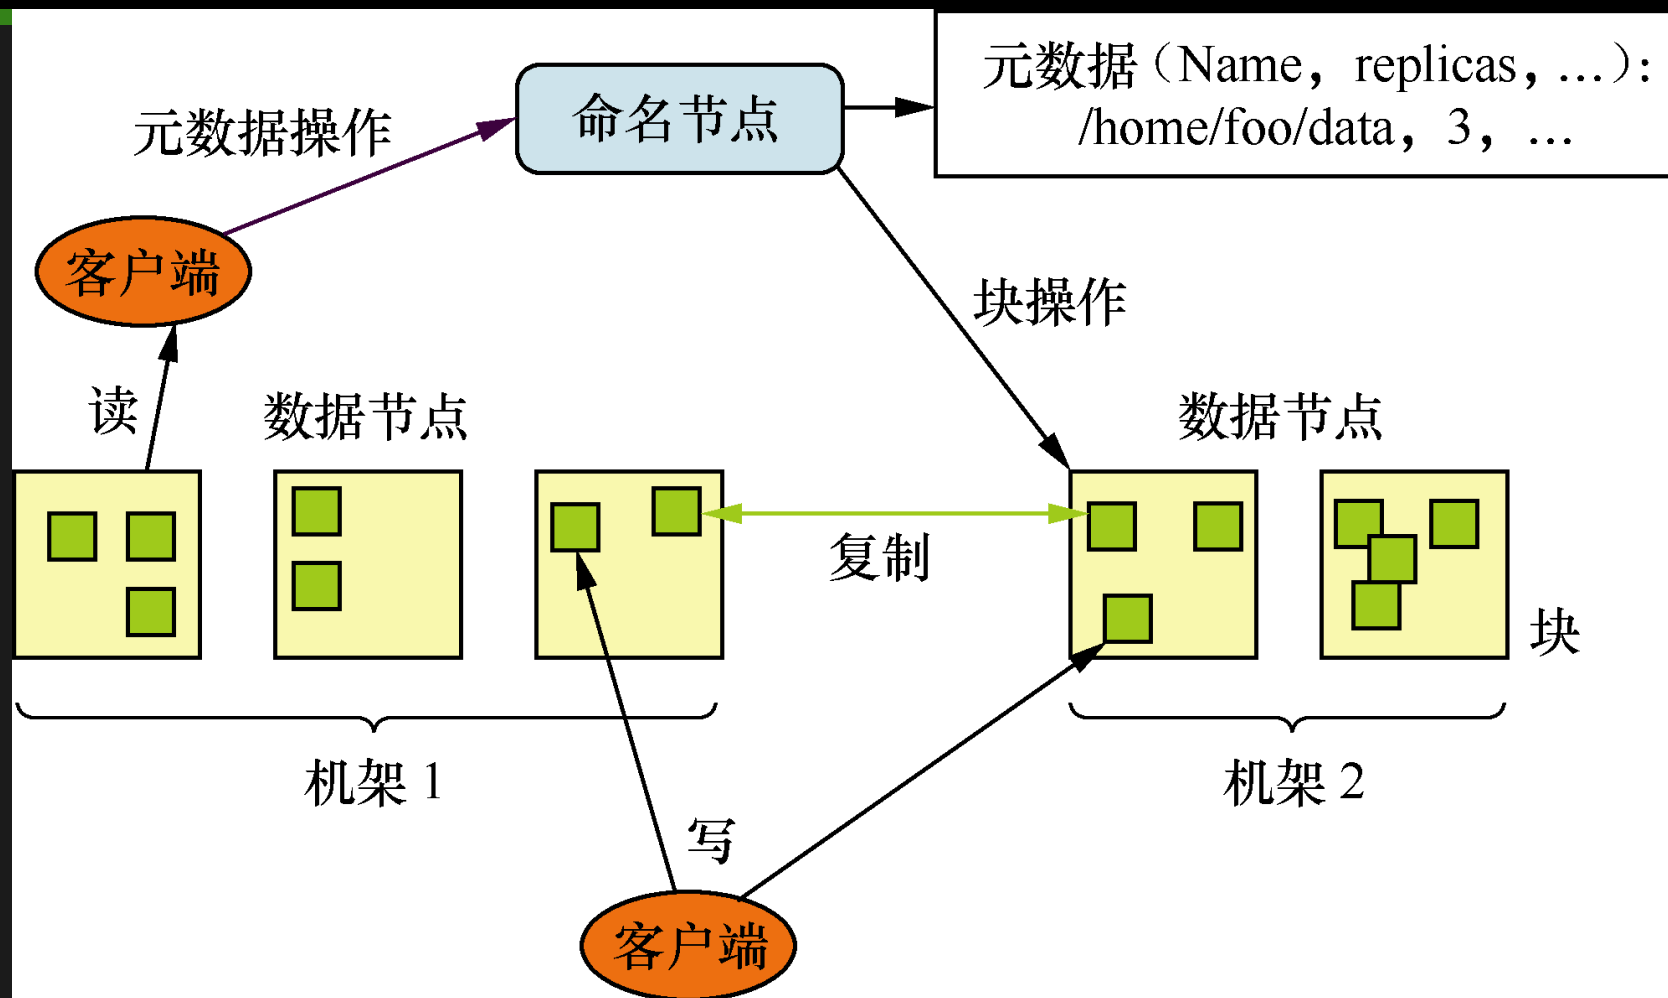 元数据（Name，replicas，…）：
/home/foo/data，3，…
命名节点
元数据操作
客户端
块操作
读
数据节点
数据节点
复制
块
机架 1
机架 2
写
客户端